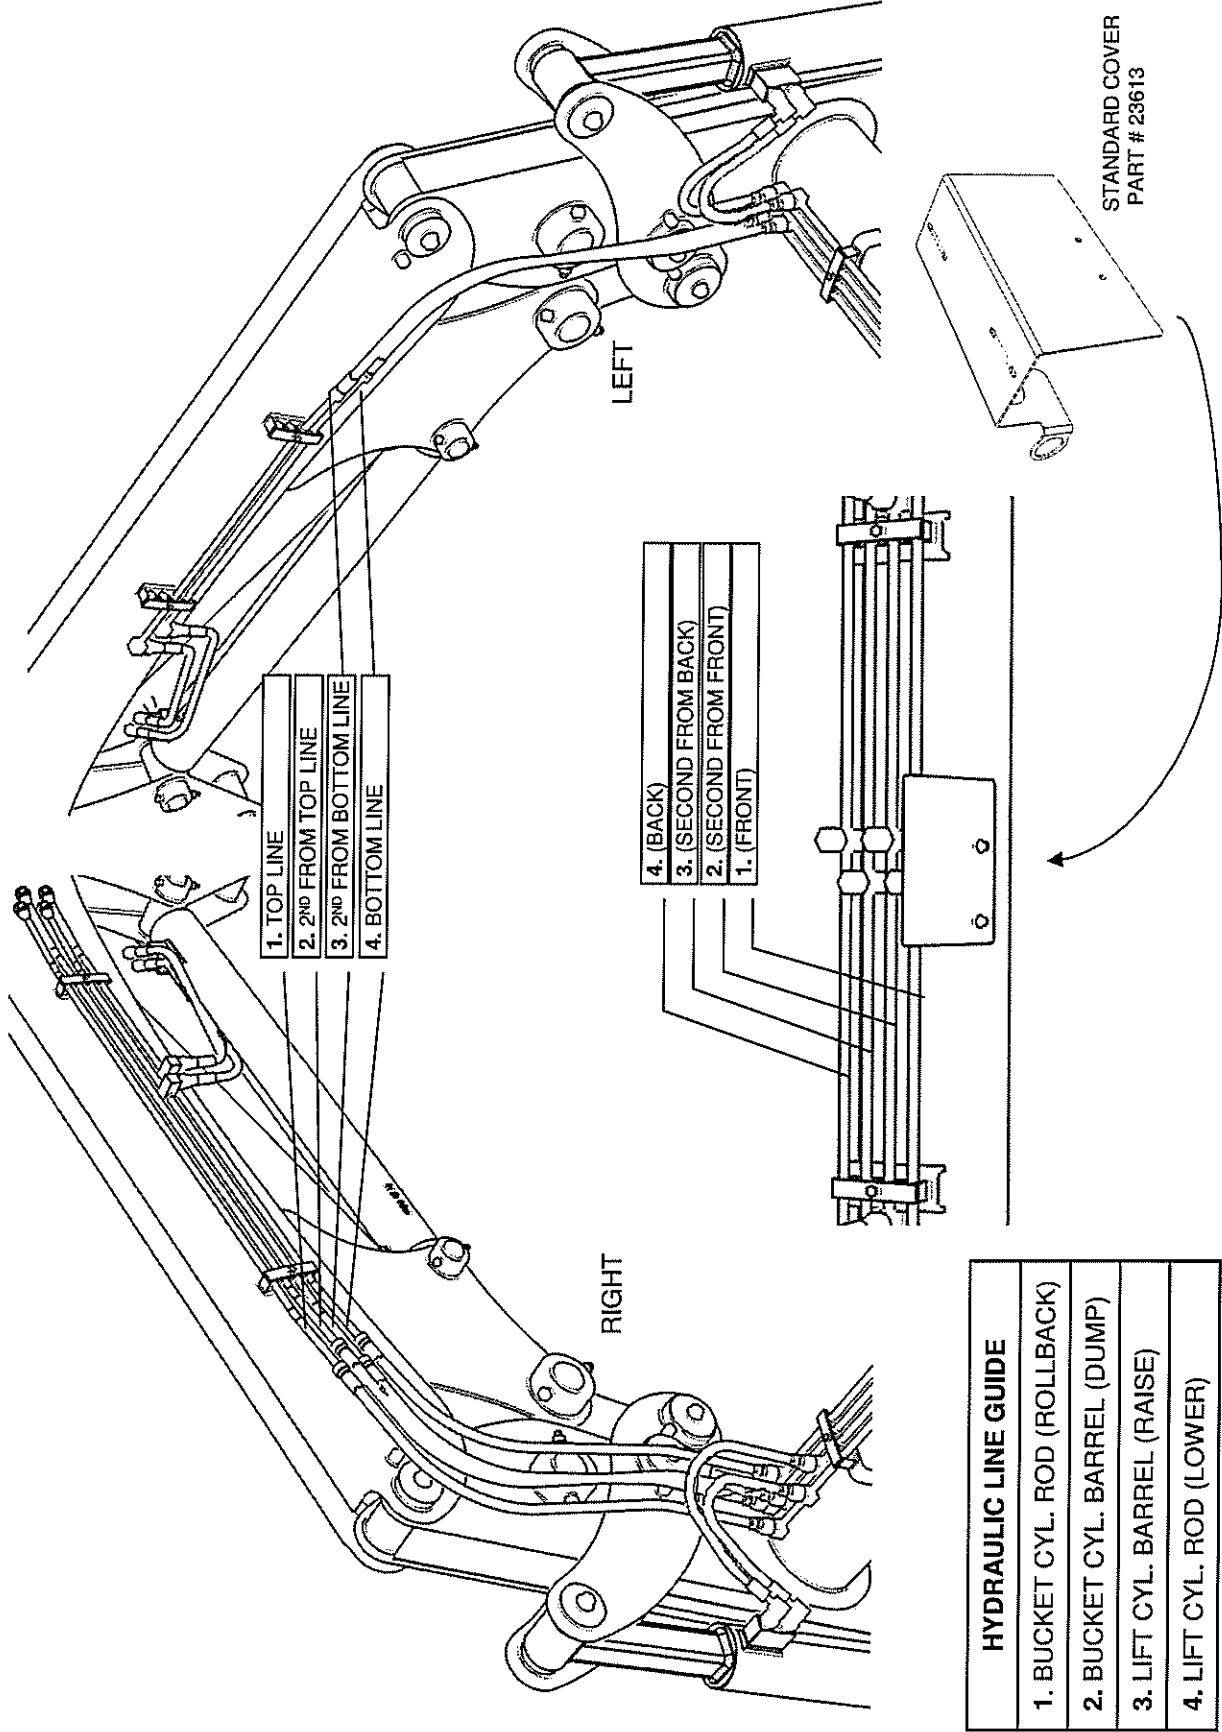 1. TOP LINE
2. 2ND FROM TOP LINE
3. 2ND FROM BOTTOM LINE
4. BOTTOM LINE
RIGHT
LEFT
4. (BACK)
3. (SECOND FROM BACK)
2. (SECOND FROM FRONT)
1. (FRONT)
STANDARD COVER
PART # 23613
HYDRAULIC LINE GUIDE
1. BUCKET CYL. ROD (ROLLBACK)
2. BUCKET CYL. BARREL (DUMP)
3. LIFT CYL. BARREL (RAISE)
4. LIFT CYL. ROD (LOWER)